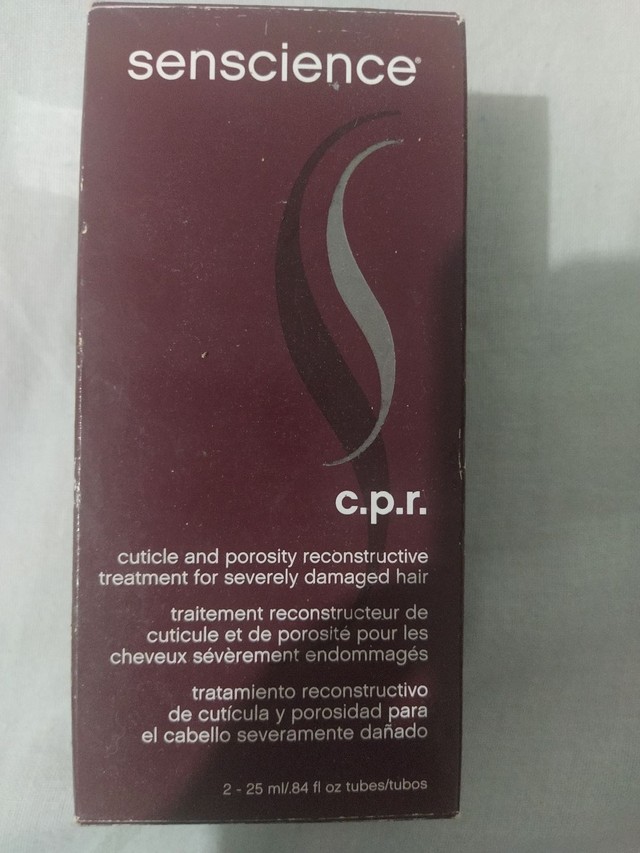 senscience®
c.p.r.
cuticle and porosity reconstructive
treatment for severely damaged hair
traitement reconstructeur de
cuticule et de porosité pour les
cheveux sévèrement endommagés
tratamiento reconstructivo
de cutícula y porosidad para
el cabello severamente dañado
2 - 25 ml/.84 fl oz tubes/tubos